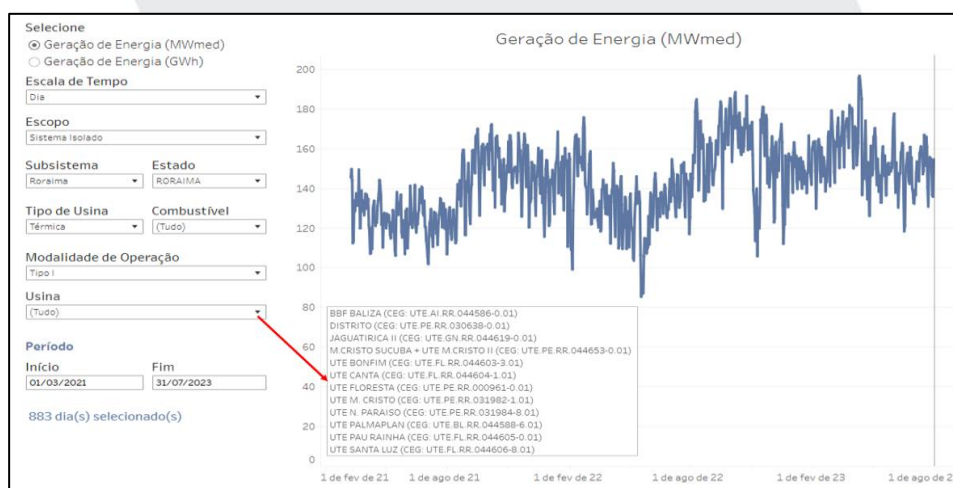 Selecione
Geração de Energia (MWmed)
Geração de Energia (GWh)
Escala de Tempo
Dia
Escopo
Sistema Isolado
Subsistema Estado
Roraima RORAIMA
Tipo de Usina Combustível
Térmica (Tudo)
Modalidade de Operação
Tipo I
Usina
(Tudo)
Período
Início Fim
01/03/2021 31/07/2023
883 dia(s) selecionado(s)
Geração de Energia (MWmed)
200
180
160
140
120
100
80
60
40
20
0
BBF BALIZA (CEG: UTE.AI.RR.044586-0.01)
DISTRITO (CEG: UTE.PE.RR.030638-0.01)
JAGUATIRICA II (CEG: UTE.GN.RR.044619-0.01)
M.CRISTO SUCUBA + UTE M.CRISTO II (CEG: UTE.PE.RR.044653-0.01)
UTE BONFIM (CEG: UTE.FL.RR.044603-3.01)
UTE CANTA (CEG: UTE.FL.RR.044604-1.01)
UTE FLORESTA (CEG: UTE.PE.RR.000961-0.01)
UTE M. CRISTO (CEG: UTE.PE.RR.031982-1.01)
UTE N. PARAISO (CEG: UTE.PE.RR.031984-8.01)
UTE PALMAPLAN (CEG: UTE.BL.RR.044588-6.01)
UTE PAU RAINHA (CEG: UTE.FL.RR.044605-0.01)
UTE SANTA LUZ (CEG: UTE.FL.RR.044606-8.01)
1 de fev de 21 1 de ago de 21 1 de fev de 22 1 de ago de 22 1 de fev de 23 1 de ago de 2